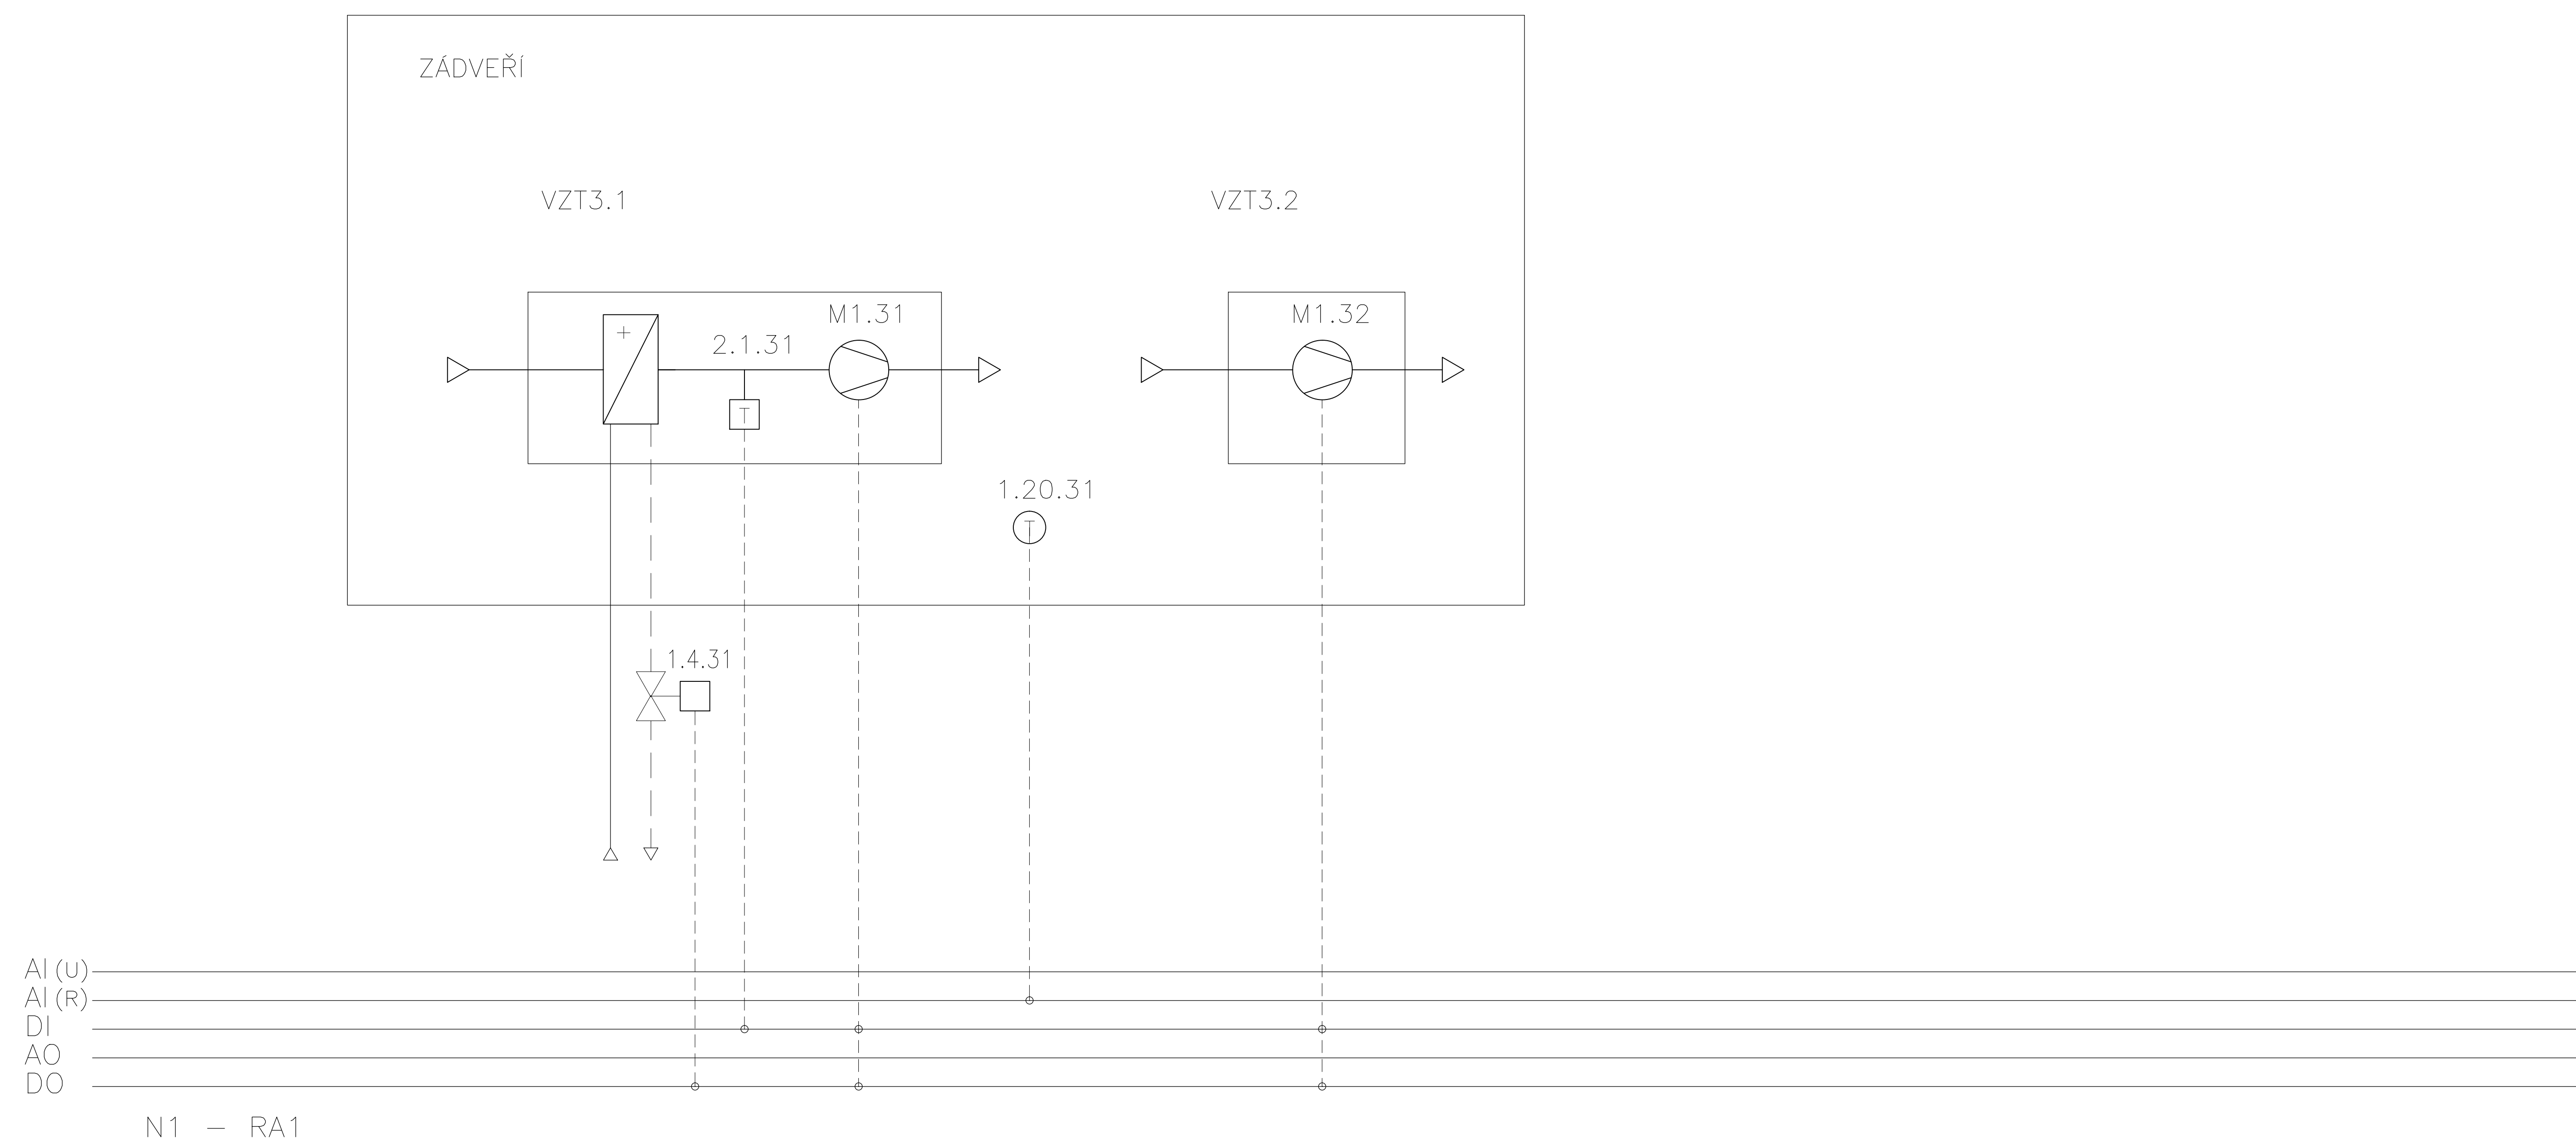 ZÁDVEŘÍ
VZT3.1
VZT3.2
M1.31
M1.32
2.1.31
+
T
1.20.31
T
1.4.31
AI(U)
AI(R)
DI
AO
DO
N1 – RA1